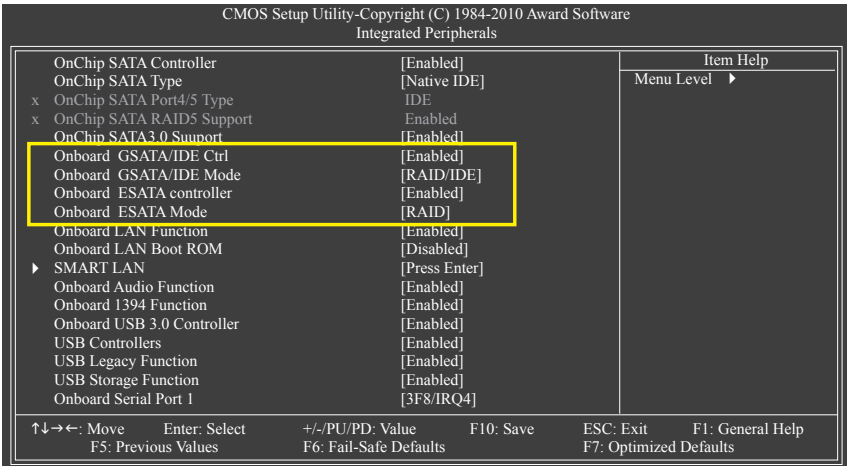 CMOS Setup Utility-Copyright (C) 1984-2010 Award Software
Integrated Peripherals
OnChip SATA Controller [Enabled]
OnChip SATA Type [Native IDE]
x OnChip SATA Port4/5 Type IDE
x OnChip SATA RAID5 Support Enabled
OnChip SATA3.0 Suuport [Enabled]
Onboard GSATA/IDE Ctrl [Enabled]
Onboard GSATA/IDE Mode [RAID/IDE]
Onboard ESATA controller [Enabled]
Onboard ESATA Mode [RAID]
Onboard LAN Function [Enabled]
Onboard LAN Boot ROM [Disabled]
SMART LAN [Press Enter]
Onboard Audio Function [Enabled]
Onboard 1394 Function [Enabled]
Onboard USB 3.0 Controller [Enabled]
USB Controllers [Enabled]
USB Legacy Function [Enabled]
USB Storage Function [Enabled]
Onboard Serial Port 1 [3F8/IRQ4]
Item Help
Menu Level
↑↓→←: Move Enter: Select +/-/PU/PD: Value F10: Save ESC: Exit F1: General Help
F5: Previous Values F6: Fail-Safe Defaults F7: Optimized Defaults